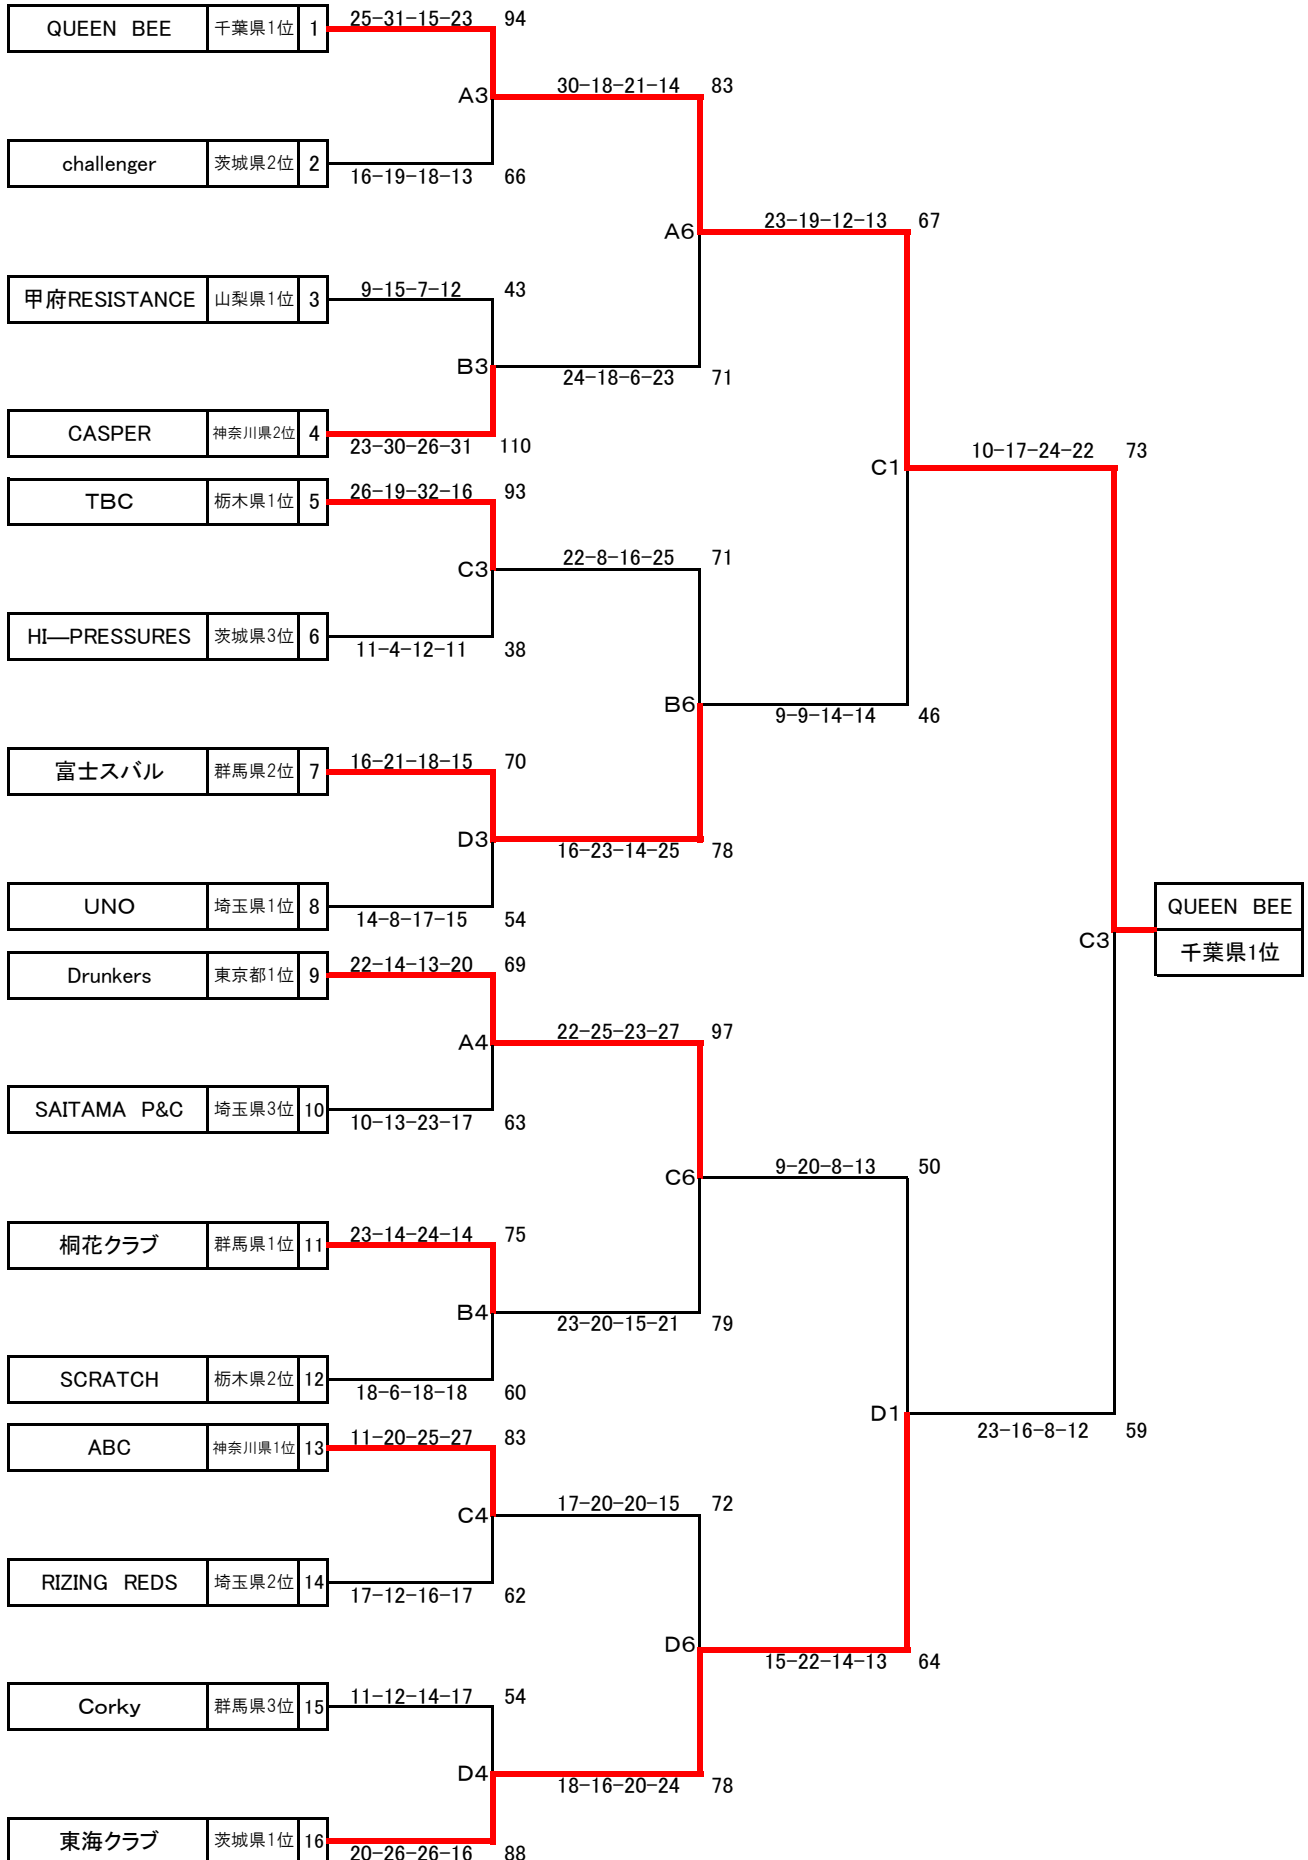 QUEEN BEE 千葉県1位 1 25-31-15-23 94
A3 30-18-21-14 83
challenger 茨城県2位 2 16-19-18-13 66
A6 23-19-12-13 67
甲府RESISTANCE 山梨県1位 3 9-15-7-12 43
B3 24-18-6-23 71
CASPER 神奈川県2位 4 23-30-26-31 110
C1 10-17-24-22 73
TBC 栃木県1位 5 26-19-32-16 93
C3 22-8-16-25 71
HI―PRESSURES 茨城県3位 6 11-4-12-11 38
B6 9-9-14-14 46
富士スバル 群馬県2位 7 16-21-18-15 70
D3 16-23-14-25 78
UNO 埼玉県1位 8 14-8-17-15 54
QUEEN BEE
C3
千葉県1位
Drunkers 東京都1位 9 22-14-13-20 69
A4 22-25-23-27 97
SAITAMA P&C 埼玉県3位 10 10-13-23-17 63
C6 9-20-8-13 50
桐花クラブ 群馬県1位 11 23-14-24-14 75
B4 23-20-15-21 79
SCRATCH 栃木県2位 12 18-6-18-18 60
D1 23-16-8-12 59
ABC 神奈川県1位 13 11-20-25-27 83
C4 17-20-20-15 72
RIZING REDS 埼玉県2位 14 17-12-16-17 62
D6 15-22-14-13 64
Corky 群馬県3位 15 11-12-14-17 54
D4 18-16-20-24 78
東海クラブ 茨城県1位 16 20-26-26-16 88